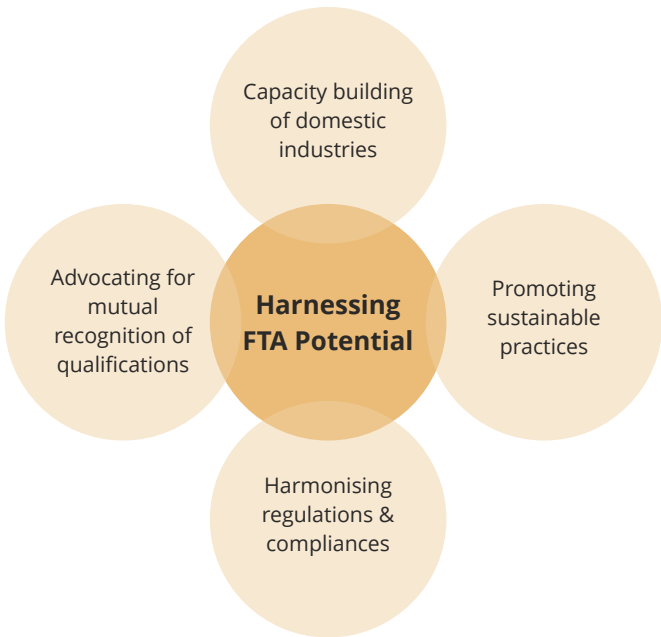 Capacity building
of domestic
industries
Advocating for
mutual
recognition of
qualifications
Harnessing
FTA Potential
Promoting
sustainable
practices
Harmonising
regulations &
compliances